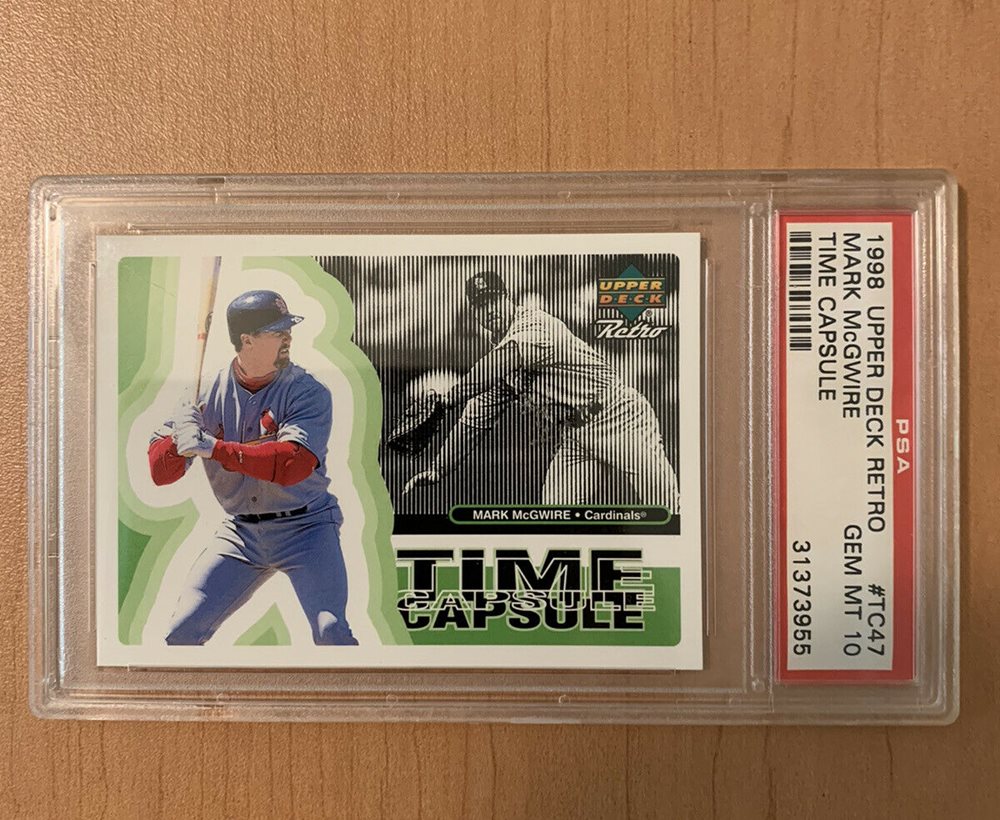 UPPER
D·E·C·K
®
Retro
MARK McGWIRE • Cardinals®
TIME
CAPSULE
CAPSULE
PSA
1998 UPPER DECK RETRO #TC47
MARK McGWIRE GEM MT 10
TIME CAPSULE 31373955